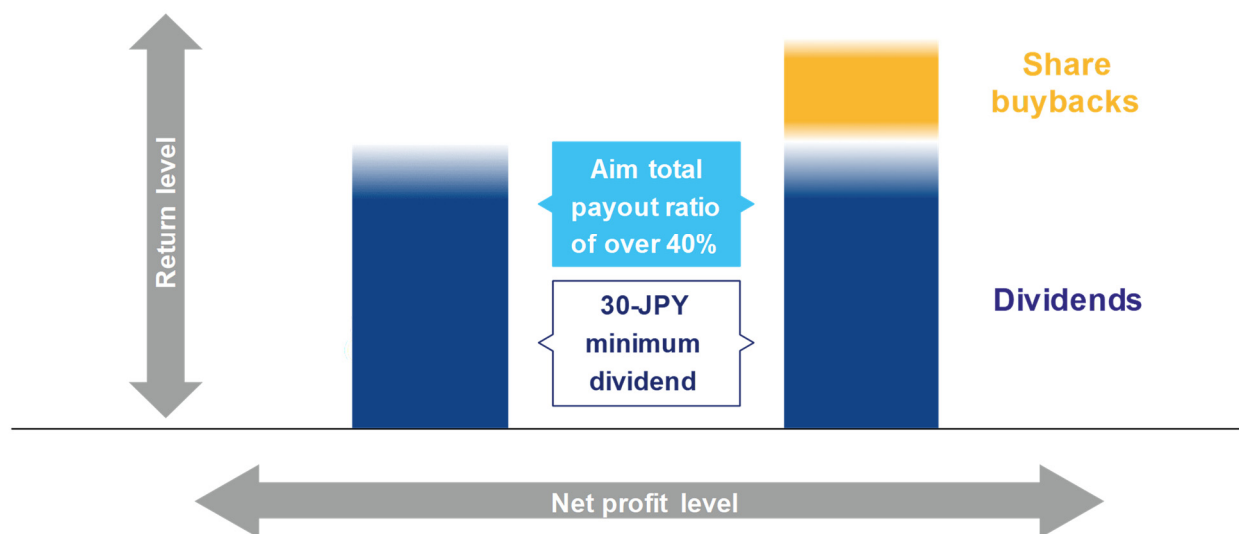 Return level
Aim total
payout ratio
of over 40%
30-JPY
minimum
dividend
Share
buybacks
Dividends
Net profit level